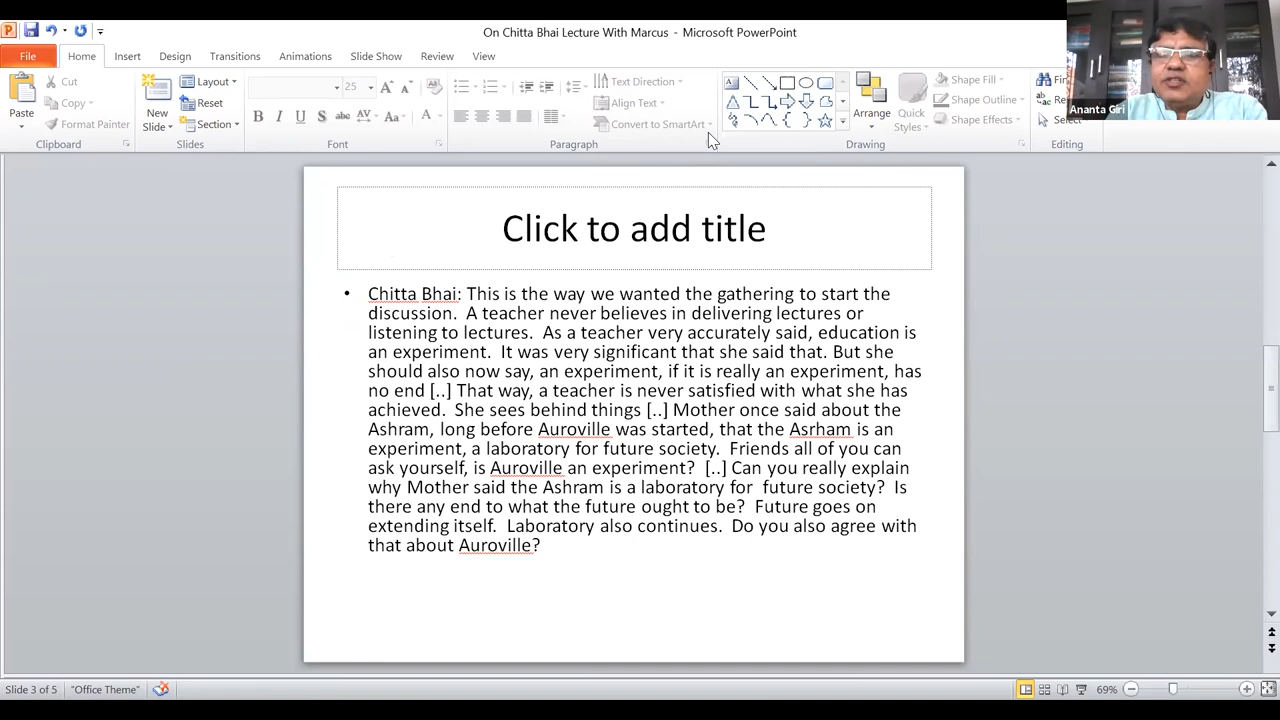 On Chitta Bhai Lecture With Marcus - Microsoft PowerPoint
File Home Insert Design Transitions Animations Slide Show Review View
Ananta Giri
Paste
Cut
Copy
Format Painter
Clipboard
New Slide
Layout
Reset
Section
Slides
25
B I U S abc AV Aa A
Font
Text Direction
Align Text
Convert to SmartArt
Paragraph
Arrange
Quick Styles
Shape Fill
Shape Outline
Shape Effects
Drawing
Select
Editing
Click to add title
• Chitta Bhai: This is the way we wanted the gathering to start the
discussion. A teacher never believes in delivering lectures or
listening to lectures. As a teacher very accurately said, education is
an experiment. It was very significant that she said that. But she
should also now say, an experiment, if it is really an experiment, has
no end [..] That way, a teacher is never satisfied with what she has
achieved. She sees behind things [..] Mother once said about the
Ashram, long before Auroville was started, that the Asrham is an
experiment, a laboratory for future society. Friends all of you can
ask yourself, is Auroville an experiment? [..] Can you really explain
why Mother said the Ashram is a laboratory for future society? Is
there any end to what the future ought to be? Future goes on
extending itself. Laboratory also continues. Do you also agree with
that about Auroville?
Slide 3 of 5 "Office Theme" 69%